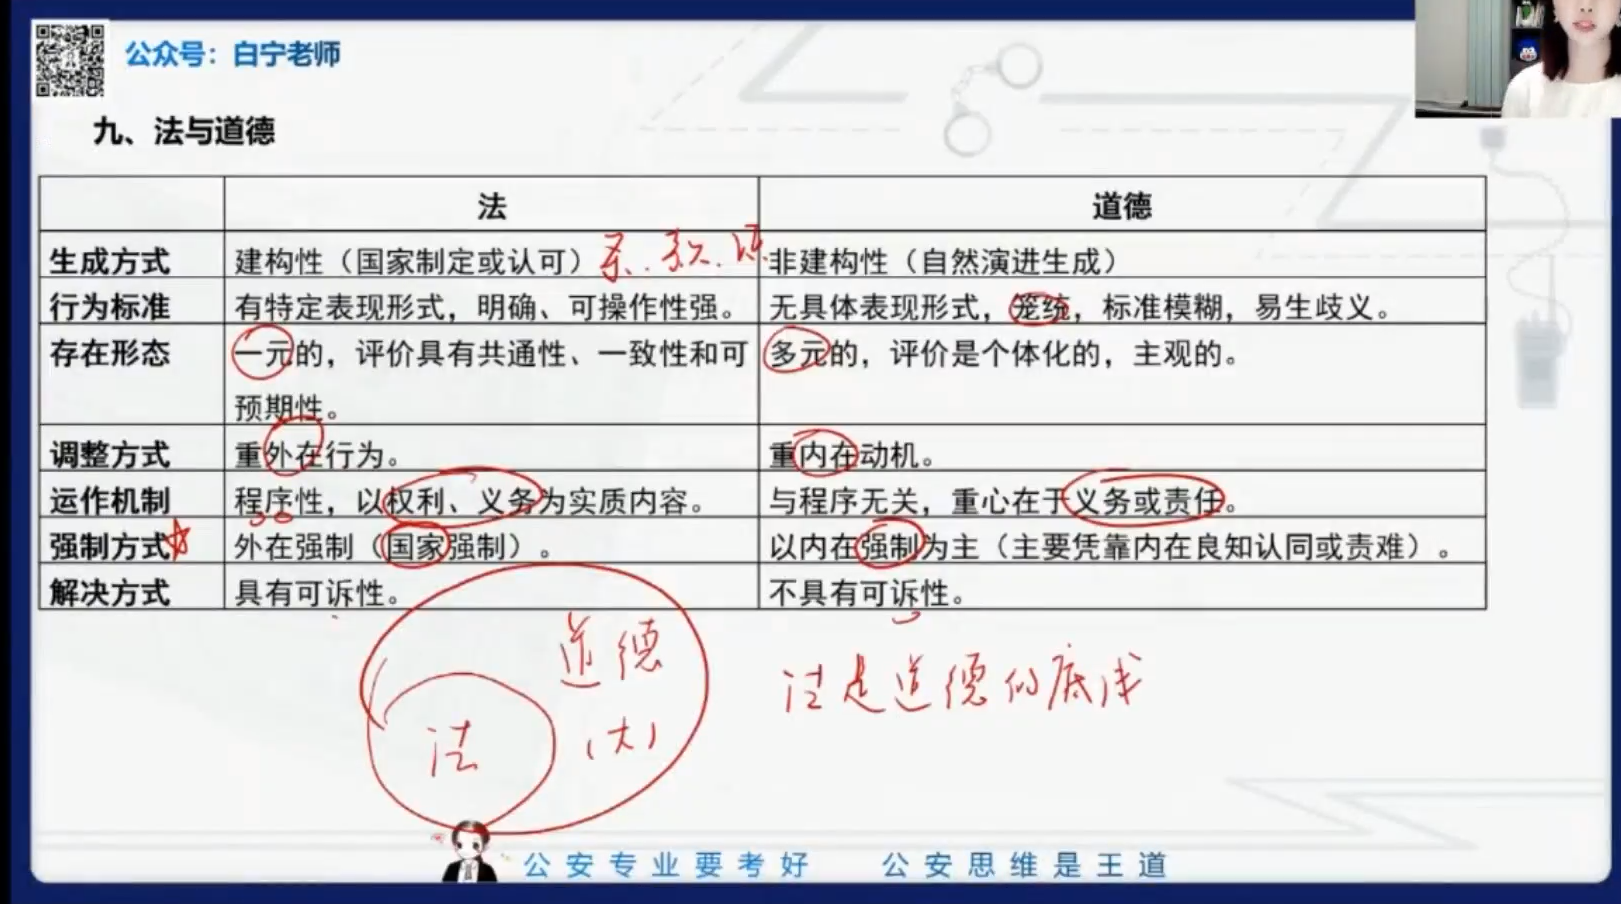 公众号：白宁老师
九、法与道德
法 道德
生成方式 建构性（国家制定或认可） 非建构性（自然演进生成）
行为标准 有特定表现形式，明确、可操作性强。 无具体表现形式，笼统，标准模糊，易生歧义。
存在形态 一元的，评价具有共通性、一致性和可 多元的，评价是个体化的，主观的。
预期性。
调整方式 重外在行为。 重内在动机。
运作机制 程序性，以权利、义务为实质内容。 与程序无关，重心在于义务或责任。
强制方式 外在强制（国家强制）。 以内在强制为主（主要凭靠内在良知认同或责难）。
解决方式 具有可诉性。 不具有可诉性。
道德
法是道德的底线
法
（大）
公安专业要考好 公安思维是王道